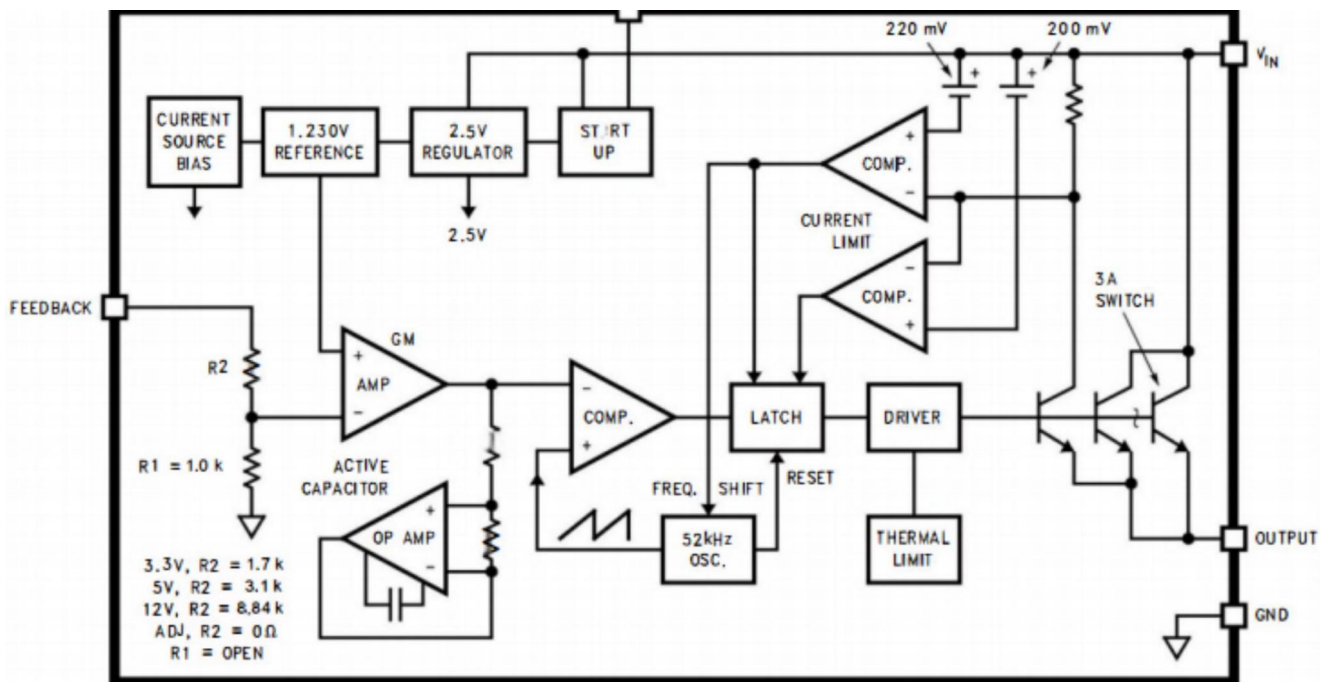 220 mV
200 mV
VIN
CURRENT
SOURCE
BIAS
1.230V
REFERENCE
2.5V
REGULATOR
START
UP
2.5V
+
COMP.
−
CURRENT
LIMIT
−
COMP.
+
3A
SWITCH
FEEDBACK
R2
R1 = 1.0 k
GM
+
AMP
−
−
COMP.
+
LATCH
DRIVER
ACTIVE
CAPACITOR
+
OP AMP
−
FREQ. SHIFT
RESET
52kHz
OSC.
THERMAL
LIMIT
OUTPUT
GND
3.3V, R2 = 1.7 k
5V, R2 = 3.1 k
12V, R2 = 8.84 k
ADJ, R2 = 0Ω
R1 = OPEN